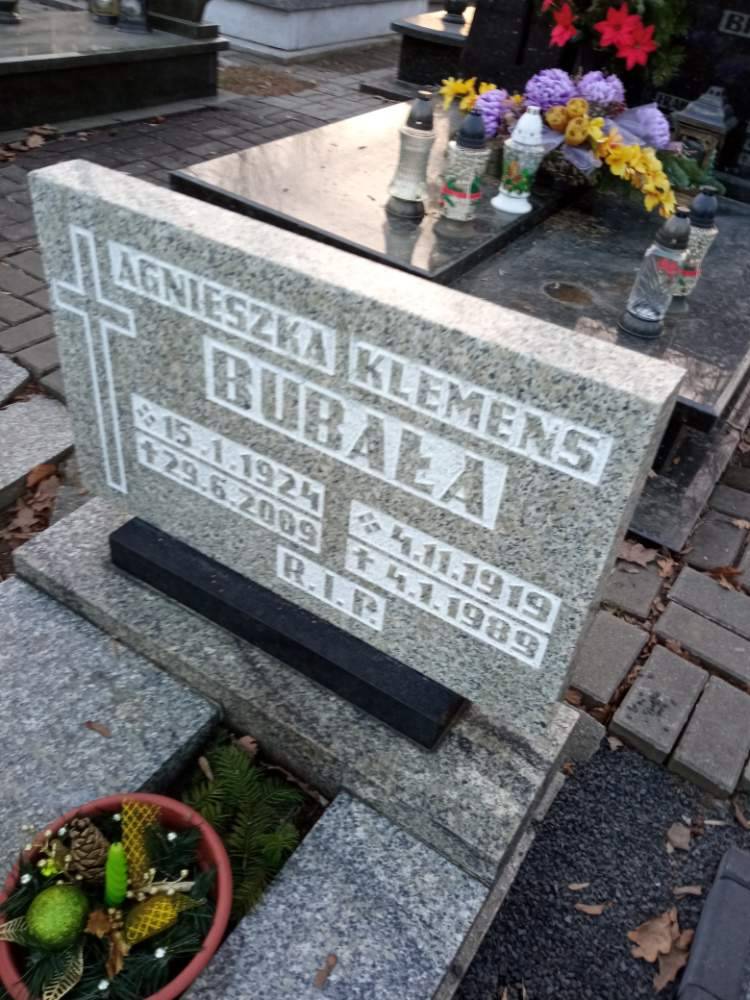 AGNIESZKA KLEMENS
BUBAŁA
15.1.1924
29.6.2009
4.11.1919
4.1.1989
R.I.P.